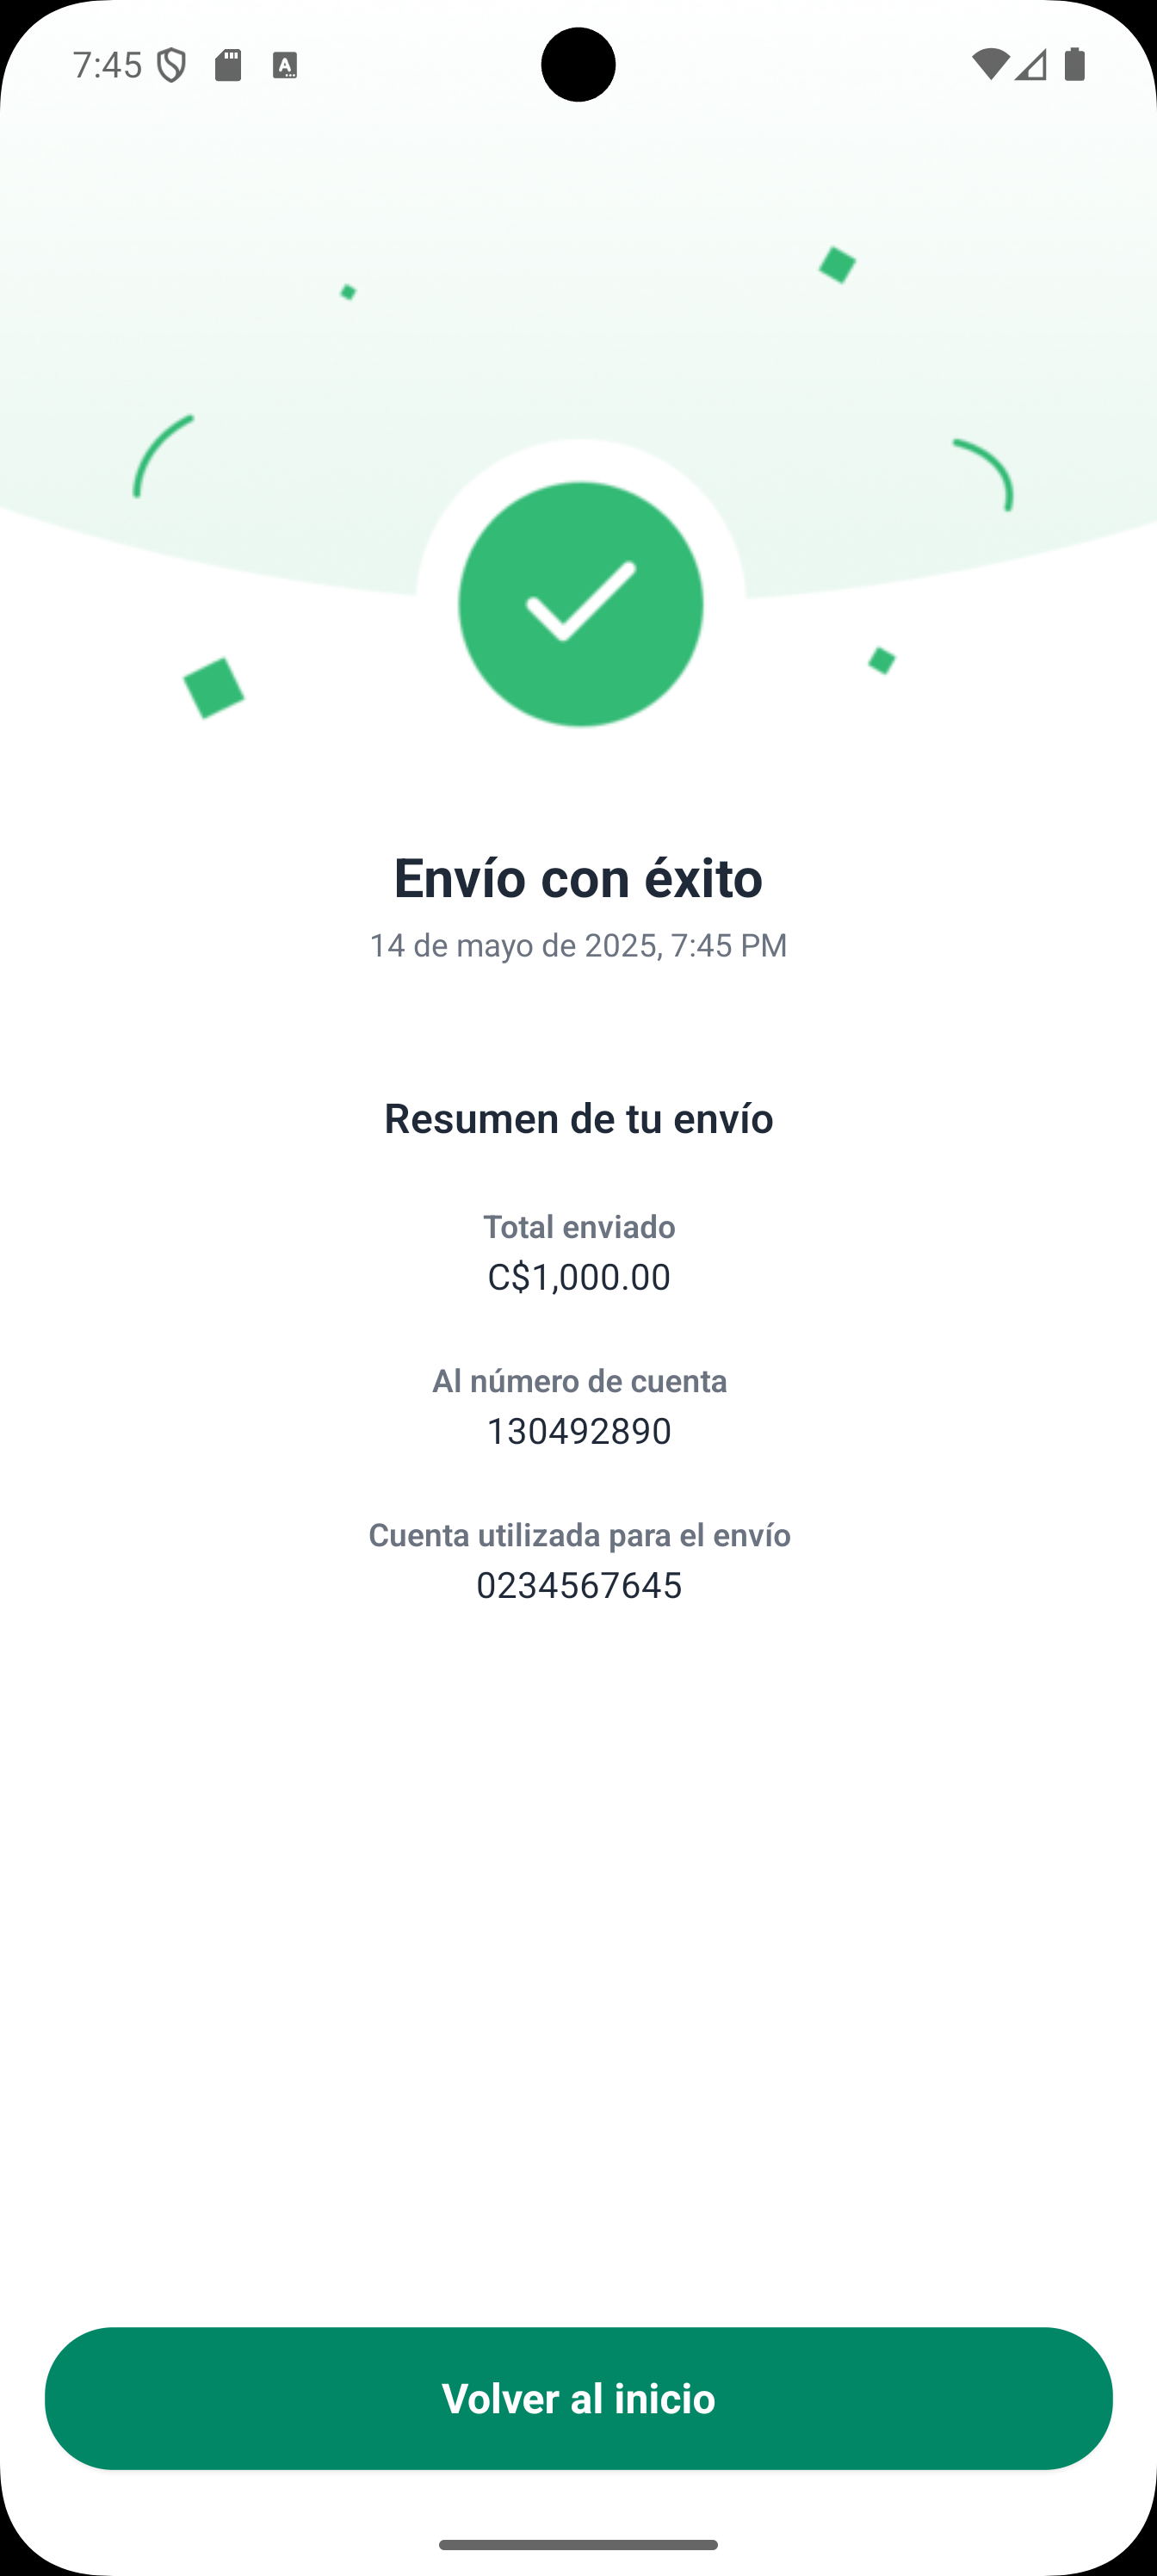 7:45
Envío con éxito
14 de mayo de 2025, 7:45 PM
Resumen de tu envío
Total enviado
C$1,000.00
Al número de cuenta
130492890
Cuenta utilizada para el envío
0234567645
Volver al inicio